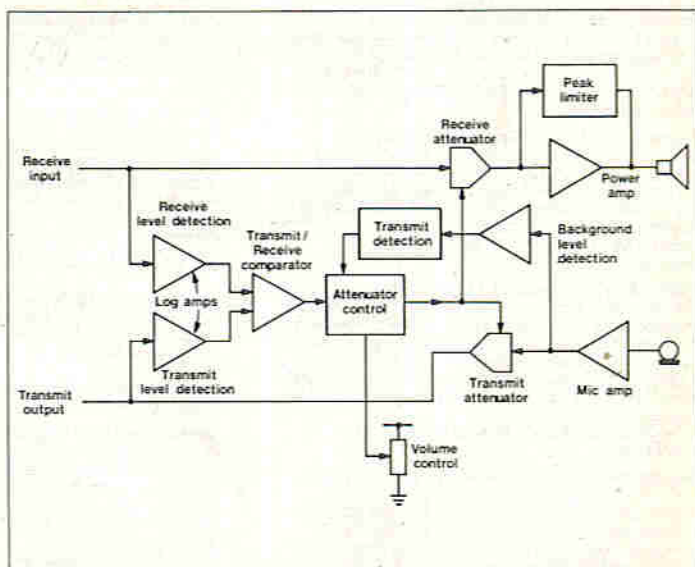 Peak
limiter
Receive
attenuator
Receive
input
Power
amp
Receive
level detection
Transmit /
Receive
comparator
Transmit
detection
Background
level
detection
Log amps
Attenuator
control
Transmit
level detection
Transmit
output
Transmit
attenuator
Mic amp
Volume
control